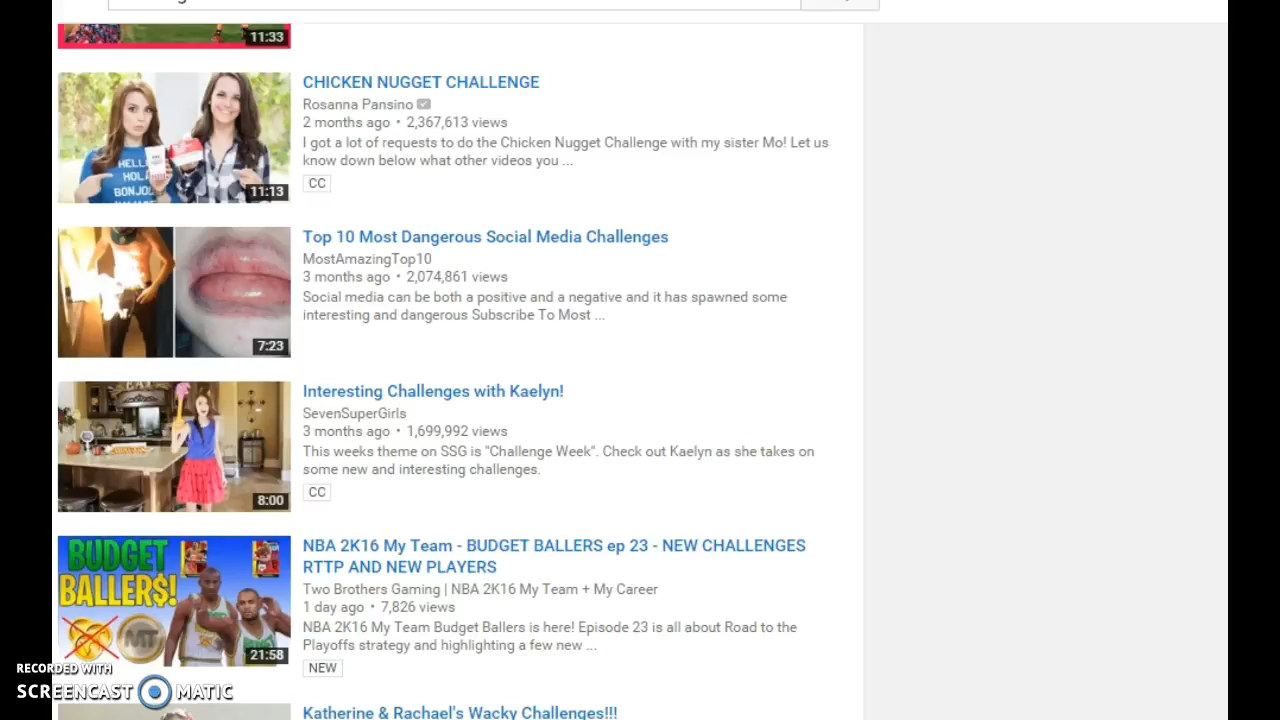 11:33
CHICKEN NUGGET CHALLENGE
Rosanna Pansino
2 months ago • 2,367,613 views
I got a lot of requests to do the Chicken Nugget Challenge with my sister Mo! Let us
know down below what other videos you ...
CC
HELL
HOL
BONJO
11:13
Top 10 Most Dangerous Social Media Challenges
MostAmazingTop10
3 months ago • 2,074,861 views
Social media can be both a positive and a negative and it has spawned some
interesting and dangerous Subscribe To Most ...
7:23
Interesting Challenges with Kaelyn!
SevenSuperGirls
3 months ago • 1,699,992 views
This weeks theme on SSG is "Challenge Week". Check out Kaelyn as she takes on
some new and interesting challenges.
CC
8:00
BUDGET
BALLER$!
MT
21:58
NBA 2K16 My Team - BUDGET BALLERS ep 23 - NEW CHALLENGES
RTTP AND NEW PLAYERS
Two Brothers Gaming | NBA 2K16 My Team + My Career
1 day ago • 7,826 views
NBA 2K16 My Team Budget Ballers is here! Episode 23 is all about Road to the
Playoffs strategy and highlighting a few new ...
NEW
RECORDED WITH
SCREENCAST MATIC
Katherine & Rachael's Wacky Challenges!!!